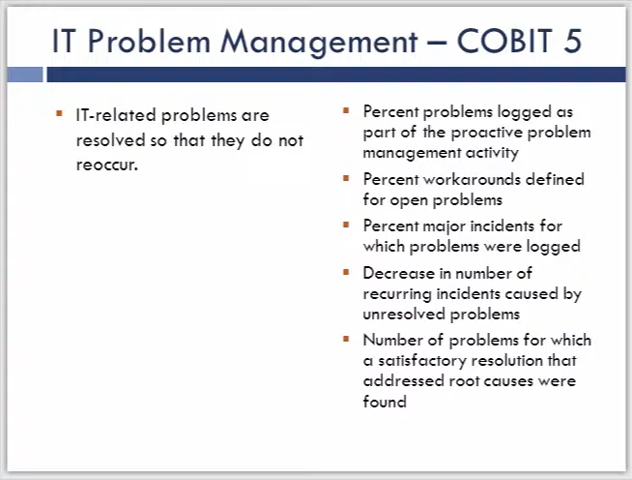 IT Problem Management – COBIT 5
IT-related problems are
resolved so that they do not
reoccur.
Percent problems logged as
part of the proactive problem
management activity
Percent workarounds defined
for open problems
Percent major incidents for
which problems were logged
Decrease in number of
recurring incidents caused by
unresolved problems
Number of problems for which
a satisfactory resolution that
addressed root causes were
found